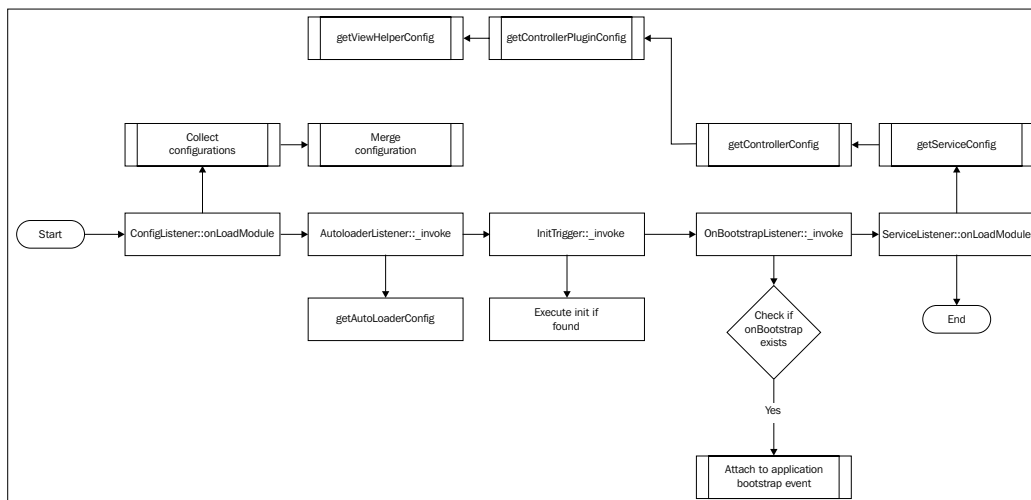 getViewHelperConfig
getControllerPluginConfig
Collect
configurations
Merge
configuration
getControllerConfig
getServiceConfig
Start
ConfigListener::onLoadModule
AutoloaderListener::_invoke
InitTrigger::_invoke
OnBootstrapListener::_invoke
ServiceListener::onLoadModule
getAutoLoaderConfig
Execute init if
found
Check if
onBootstrap
exists
End
Yes
Attach to application
bootstrap event